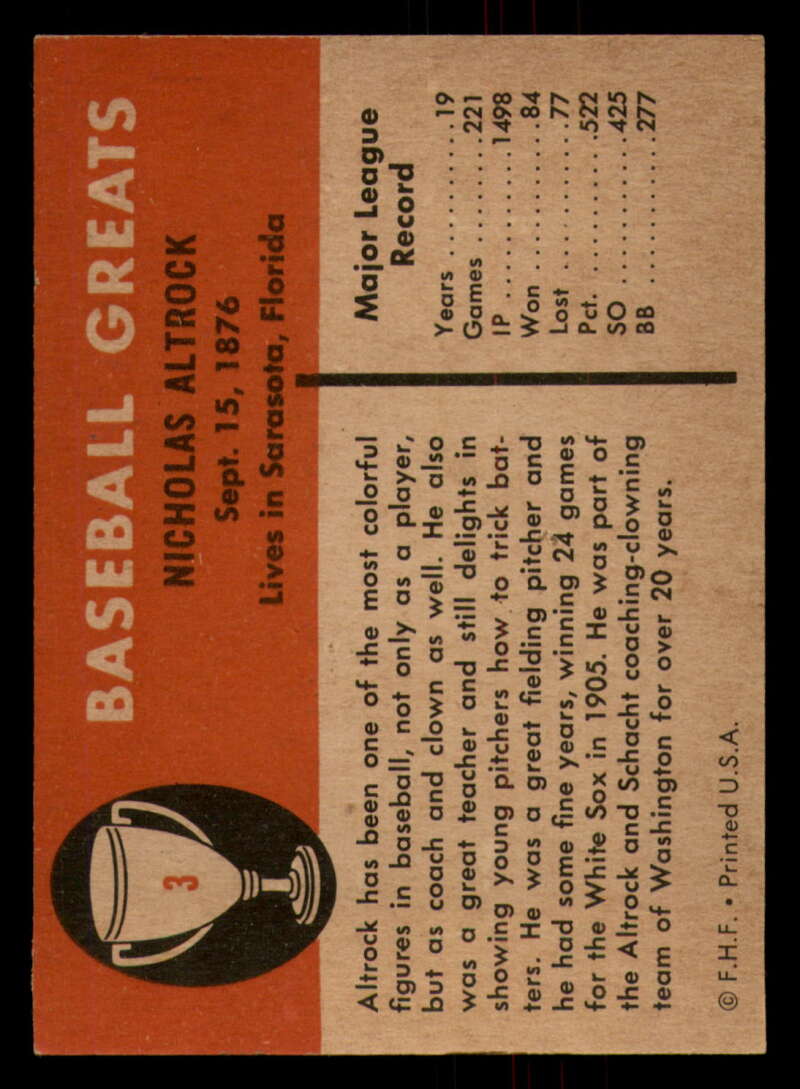 3
BASEBALL GREATS
NICHOLAS ALTROCK
Sept. 15, 1876
Lives in Sarasota, Florida
Altrock has been one of the most colorful
figures in baseball, not only as a player,
but as coach and clown as well. He also
was a great teacher and still delights in
showing young pitchers how to trick bat-
ters. He was a great fielding pitcher and
he had some fine years, winning 24 games
for the White Sox in 1905. He was part of
the Altrock and Schacht coaching-clowning
team of Washington for over 20 years.
© F.H.F. • Printed U.S.A.
Major League
Record
Years ..........19
Games ........221
IP ............1498
Won ...........84
Lost ...........77
Pct. .........522
SO ..........425
BB ..........277